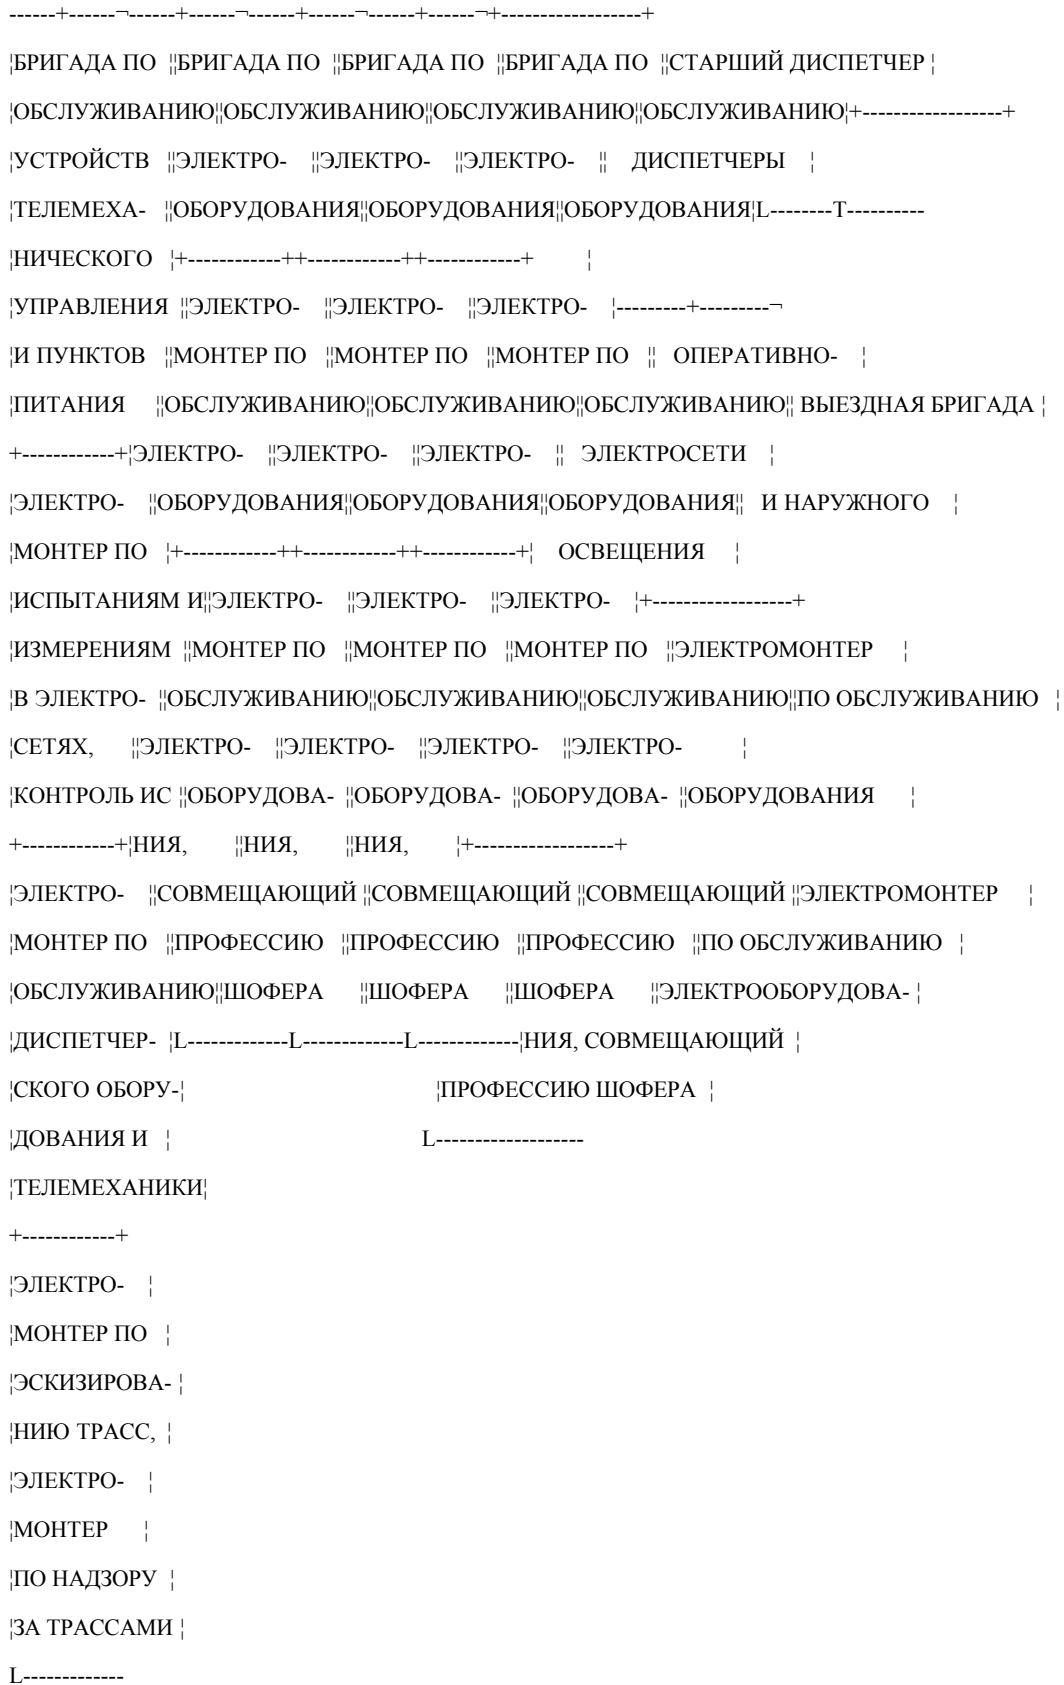 ------+------¬------+------¬------+------¬------+------¬+------------------+
¦БРИГАДА ПО  ¦¦БРИГАДА ПО  ¦¦БРИГАДА ПО  ¦¦БРИГАДА ПО  ¦¦СТАРШИЙ ДИСПЕТЧЕР ¦
¦ОБСЛУЖИВАНИЮ¦¦ОБСЛУЖИВАНИЮ¦¦ОБСЛУЖИВАНИЮ¦¦ОБСЛУЖИВАНИЮ¦+------------------+
¦УСТРОЙСТВ   ¦¦ЭЛЕКТРО-    ¦¦ЭЛЕКТРО-    ¦¦ЭЛЕКТРО-    ¦¦    ДИСПЕТЧЕРЫ    ¦
¦ТЕЛЕМЕХА-   ¦¦ОБОРУДОВАНИЯ¦¦ОБОРУДОВАНИЯ¦¦ОБОРУДОВАНИЯ¦L--------T----------
¦НИЧЕСКОГО   ¦+------------++------------++------------+         ¦
¦УПРАВЛЕНИЯ  ¦¦ЭЛЕКТРО-    ¦¦ЭЛЕКТРО-    ¦¦ЭЛЕКТРО-    ¦---------+---------¬
¦И ПУНКТОВ   ¦¦МОНТЕР ПО   ¦¦МОНТЕР ПО   ¦¦МОНТЕР ПО   ¦¦   ОПЕРАТИВНО-    ¦
¦ПИТАНИЯ     ¦¦ОБСЛУЖИВАНИЮ¦¦ОБСЛУЖИВАНИЮ¦¦ОБСЛУЖИВАНИЮ¦¦ ВЫЕЗДНАЯ БРИГАДА ¦
+------------+¦ЭЛЕКТРО-    ¦¦ЭЛЕКТРО-    ¦¦ЭЛЕКТРО-    ¦¦   ЭЛЕКТРОСЕТИ    ¦
¦ЭЛЕКТРО-    ¦¦ОБОРУДОВАНИЯ¦¦ОБОРУДОВАНИЯ¦¦ОБОРУДОВАНИЯ¦¦   И НАРУЖНОГО    ¦
¦МОНТЕР ПО   ¦+------------++------------++------------+¦    ОСВЕЩЕНИЯ     ¦
¦ИСПЫТАНИЯМ И¦¦ЭЛЕКТРО-    ¦¦ЭЛЕКТРО-    ¦¦ЭЛЕКТРО-    ¦+------------------+
¦ИЗМЕРЕНИЯМ  ¦¦МОНТЕР ПО   ¦¦МОНТЕР ПО   ¦¦МОНТЕР ПО   ¦¦ЭЛЕКТРОМОНТЕР     ¦
¦В ЭЛЕКТРО-  ¦¦ОБСЛУЖИВАНИЮ¦¦ОБСЛУЖИВАНИЮ¦¦ОБСЛУЖИВАНИЮ¦¦ПО ОБСЛУЖИВАНИЮ   ¦
¦СЕТЯХ,      ¦¦ЭЛЕКТРО-    ¦¦ЭЛЕКТРО-    ¦¦ЭЛЕКТРО-    ¦¦ЭЛЕКТРО-          ¦
¦КОНТРОЛЬ ИС ¦¦ОБОРУДОВА-  ¦¦ОБОРУДОВА-  ¦¦ОБОРУДОВА-  ¦¦ОБОРУДОВАНИЯ      ¦
+------------+¦НИЯ,        ¦¦НИЯ,        ¦¦НИЯ,        ¦+------------------+
¦ЭЛЕКТРО-    ¦¦СОВМЕЩАЮЩИЙ ¦¦СОВМЕЩАЮЩИЙ ¦¦СОВМЕЩАЮЩИЙ ¦¦ЭЛЕКТРОМОНТЕР     ¦
¦МОНТЕР ПО   ¦¦ПРОФЕССИЮ   ¦¦ПРОФЕССИЮ   ¦¦ПРОФЕССИЮ   ¦¦ПО ОБСЛУЖИВАНИЮ   ¦
¦ОБСЛУЖИВАНИЮ¦¦ШОФЕРА      ¦¦ШОФЕРА      ¦¦ШОФЕРА      ¦¦ЭЛЕКТРООБОРУДОВА- ¦
¦ДИСПЕТЧЕР-  ¦L-------------L-------------L-------------¦НИЯ, СОВМЕЩАЮЩИЙ  ¦
¦СКОГО ОБОРУ-¦                                          ¦ПРОФЕССИЮ ШОФЕРА  ¦
¦ДОВАНИЯ И   ¦                                          L-------------------
¦ТЕЛЕМЕХАНИКИ¦
+------------+
¦ЭЛЕКТРО-    ¦
¦МОНТЕР ПО   ¦
¦ЭСКИЗИРОВА- ¦
¦НИЮ ТРАСС,  ¦
¦ЭЛЕКТРО-    ¦
¦МОНТЕР      ¦
¦ПО НАДЗОРУ  ¦
¦ЗА ТРАССАМИ ¦
L-------------